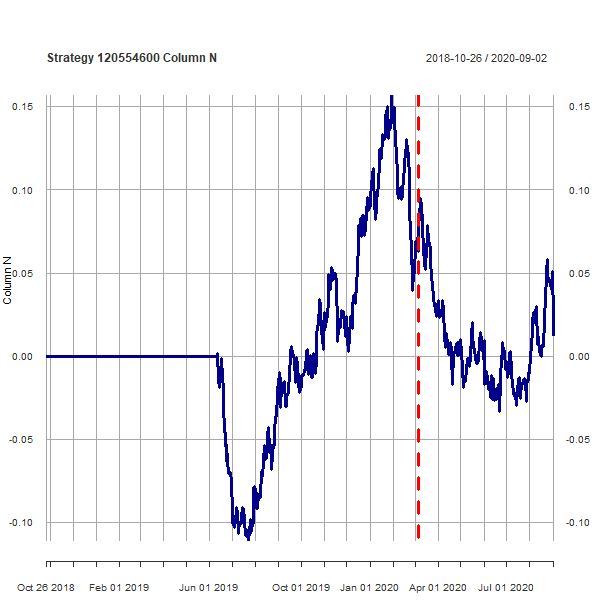 Strategy 120554600 Column N
2018-10-26 / 2020-09-02
0.15 0.15
0.10 0.10
0.05 0.05
0.00 0.00
-0.05 -0.05
-0.10 -0.10
Column N
Oct 26 2018 Feb 01 2019 Jun 01 2019 Oct 01 2019 Jan 01 2020 Apr 01 2020 Jul 01 2020